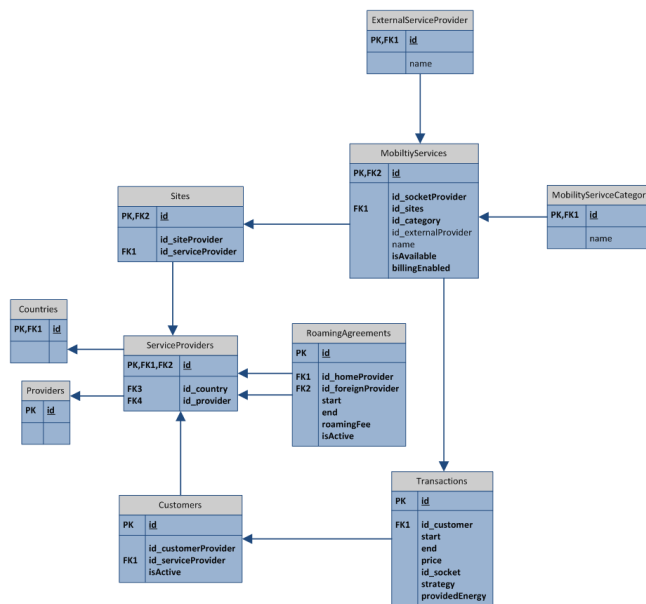 ExternalServiceProvider
PK,FK1 id
name
MobiltiyServices
PK,FK2 id
FK1 id_socketProvider
id_sites
id_category
id_externalProvider
name
isAvailable
billingEnabled
MobilitySerivceCategor
PK,FK1 id
name
Sites
PK,FK2 id
id_siteProvider
FK1 id_serviceProvider
Countries
PK,FK1 id
ServiceProviders
PK,FK1,FK2 id
FK3 id_country
FK4 id_provider
RoamingAgreements
PK id
FK1 id_homeProvider
FK2 id_foreignProvider
start
end
roamingFee
isActive
Providers
PK id
Customers
PK id
id_customerProvider
FK1 id_serviceProvider
isActive
Transactions
PK id
FK1 id_customer
start
end
price
id_socket
strategy
providedEnergy